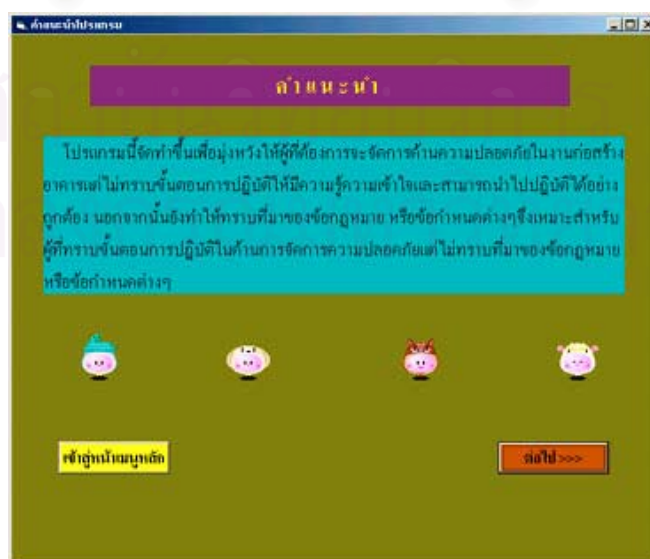 คำแนะนำโปรแกรม
คำแนะนำ
โปรแกรมนี้จัดทำขึ้นเพื่อมุ่งหวังให้ผู้ที่ต้องการจะจัดการด้านความปลอดภัยในงานก่อสร้าง
อาคารแต่ไม่ทราบขั้นตอนการปฏิบัติให้มีความรู้ความเข้าใจและสามารถนำไปปฏิบัติได้อย่าง
ถูกต้อง นอกจากนั้นยังทำให้ทราบที่มาของข้อกฎหมาย หรือข้อกำหนดต่างๆจึงเหมาะสำหรับ
ผู้ที่ทราบขั้นตอนการปฏิบัติในด้านการจัดการความปลอดภัยแต่ไม่ทราบที่มาของข้อกฎหมาย
หรือข้อกำหนดต่างๆ
เข้าสู่หน้าเมนูหลัก
ต่อไป >>>